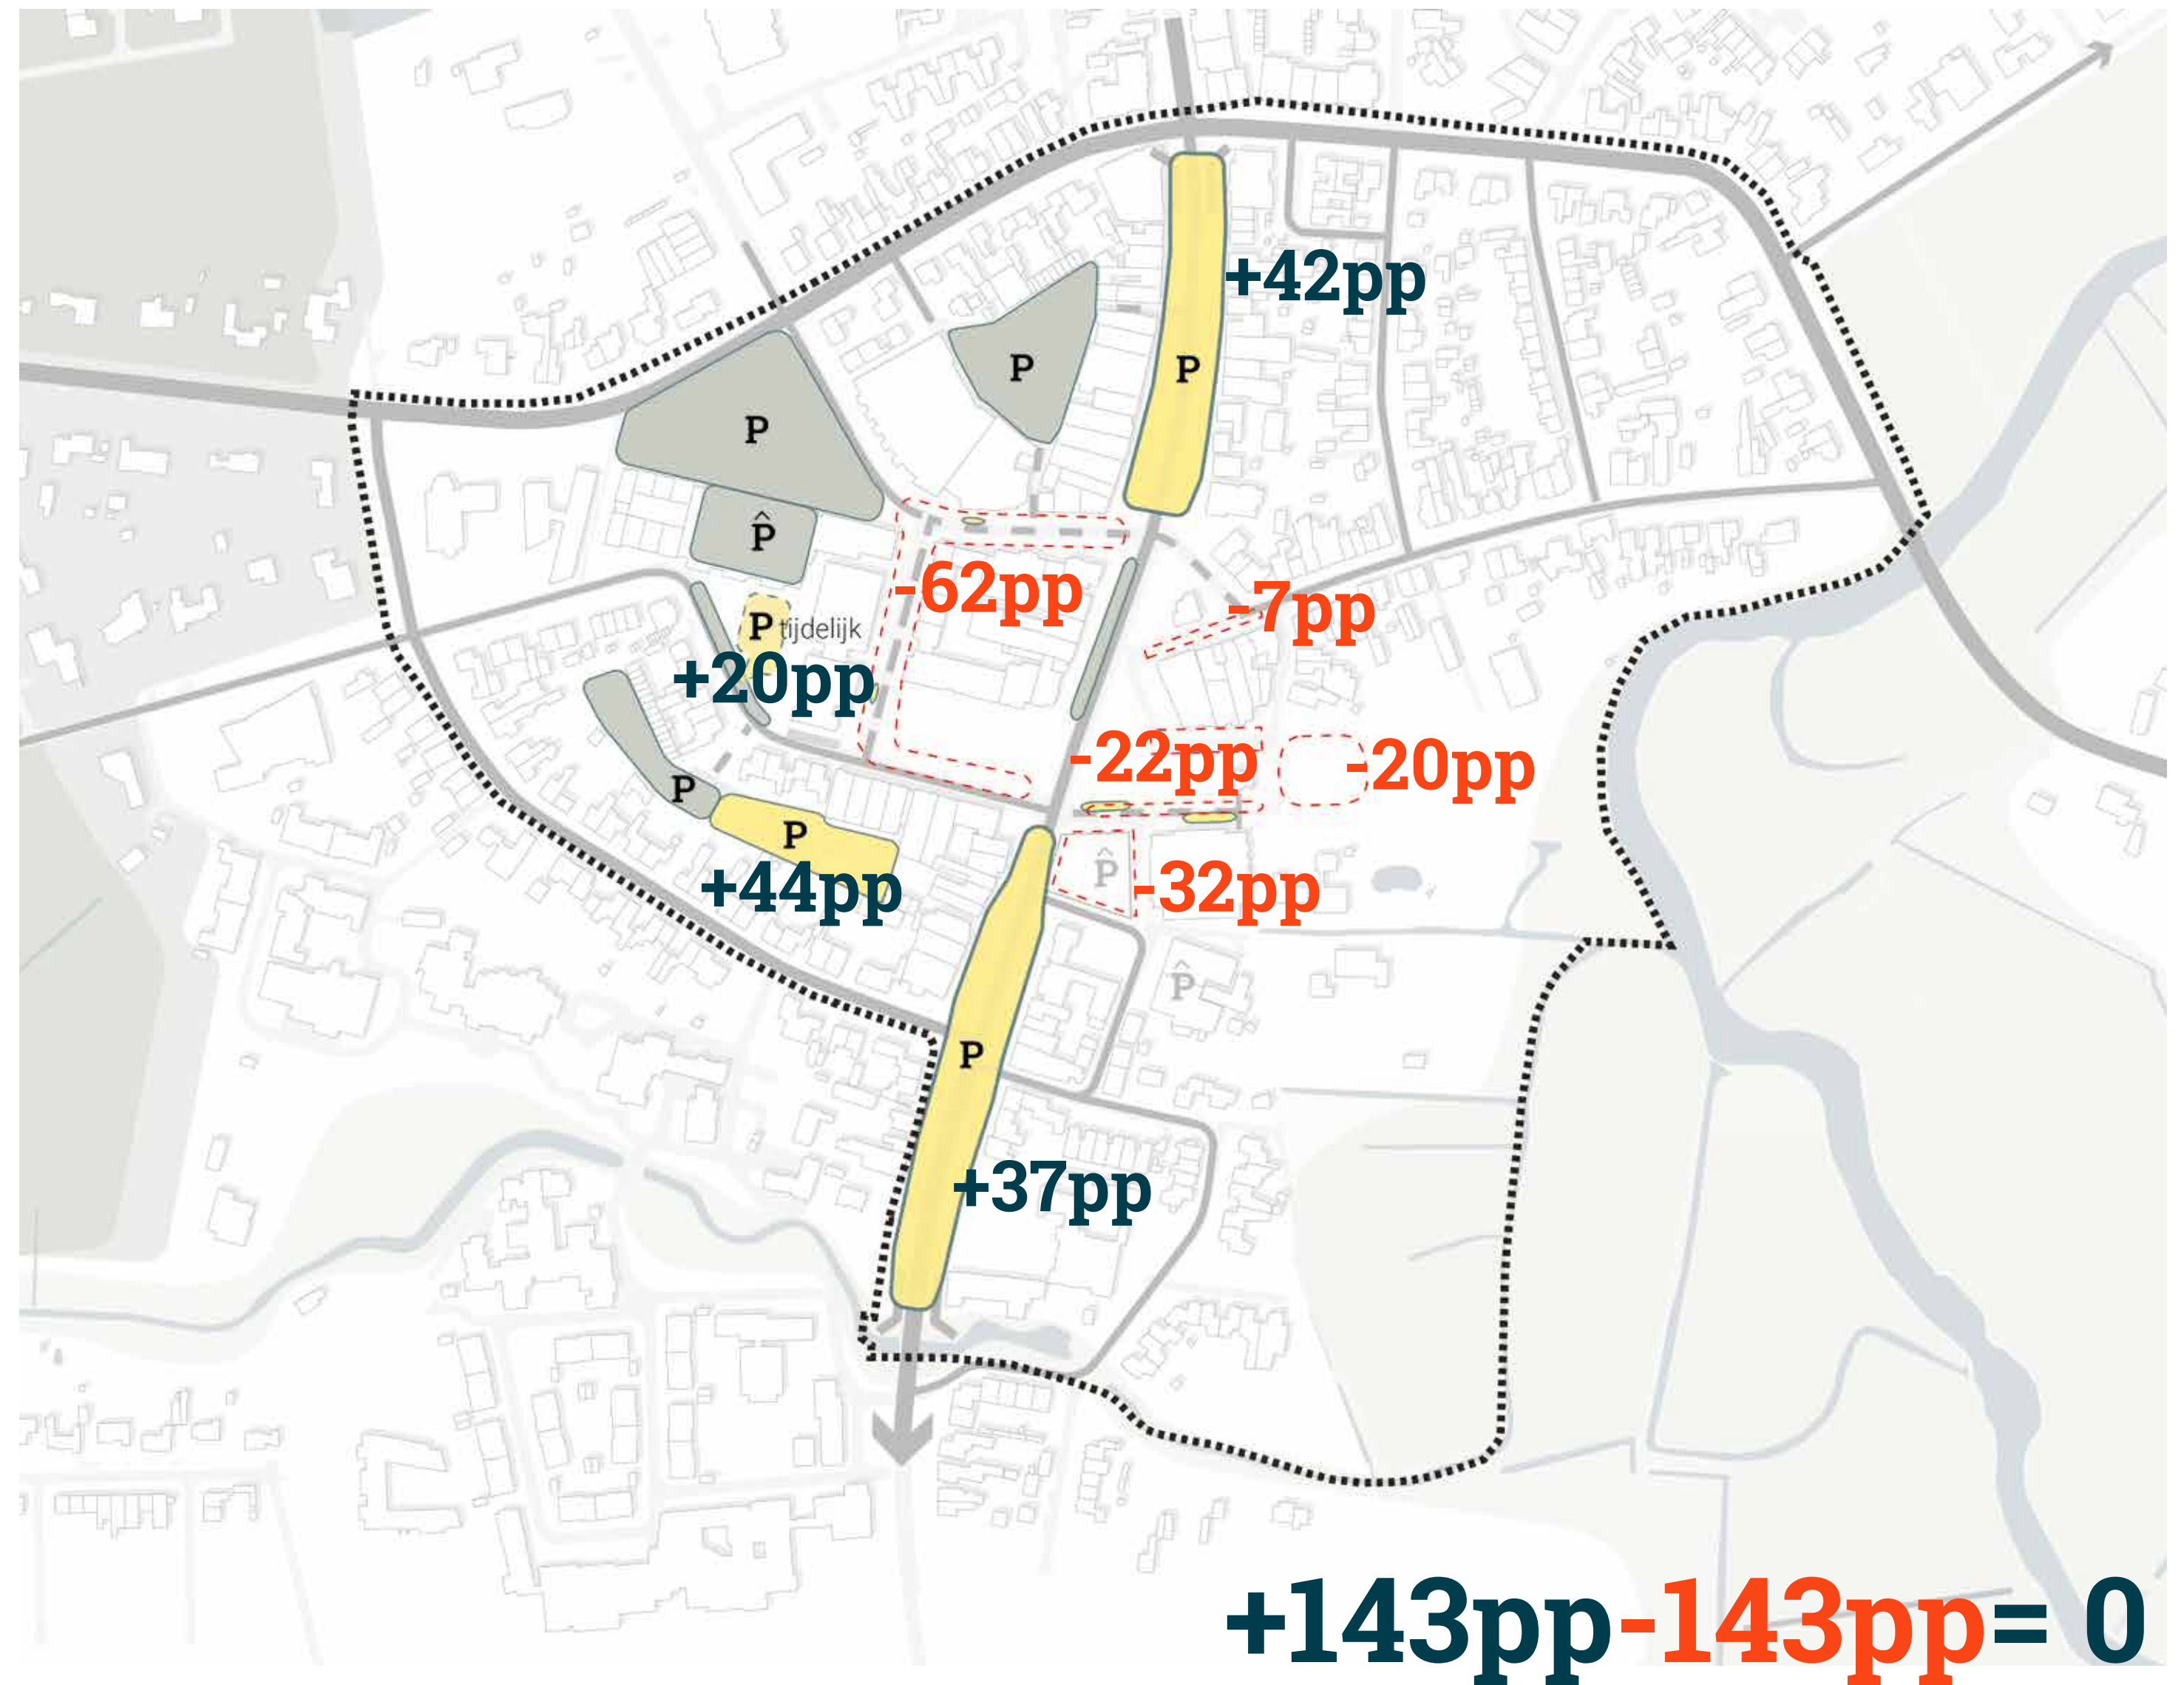 +42pp
P
P
P
P̂
-62pp
-7pp
P tijdelijk
+20pp
-22pp
-20pp
P
P
+44pp
P̂
-32pp
P̂
P
+37pp
+143pp-143pp= 0